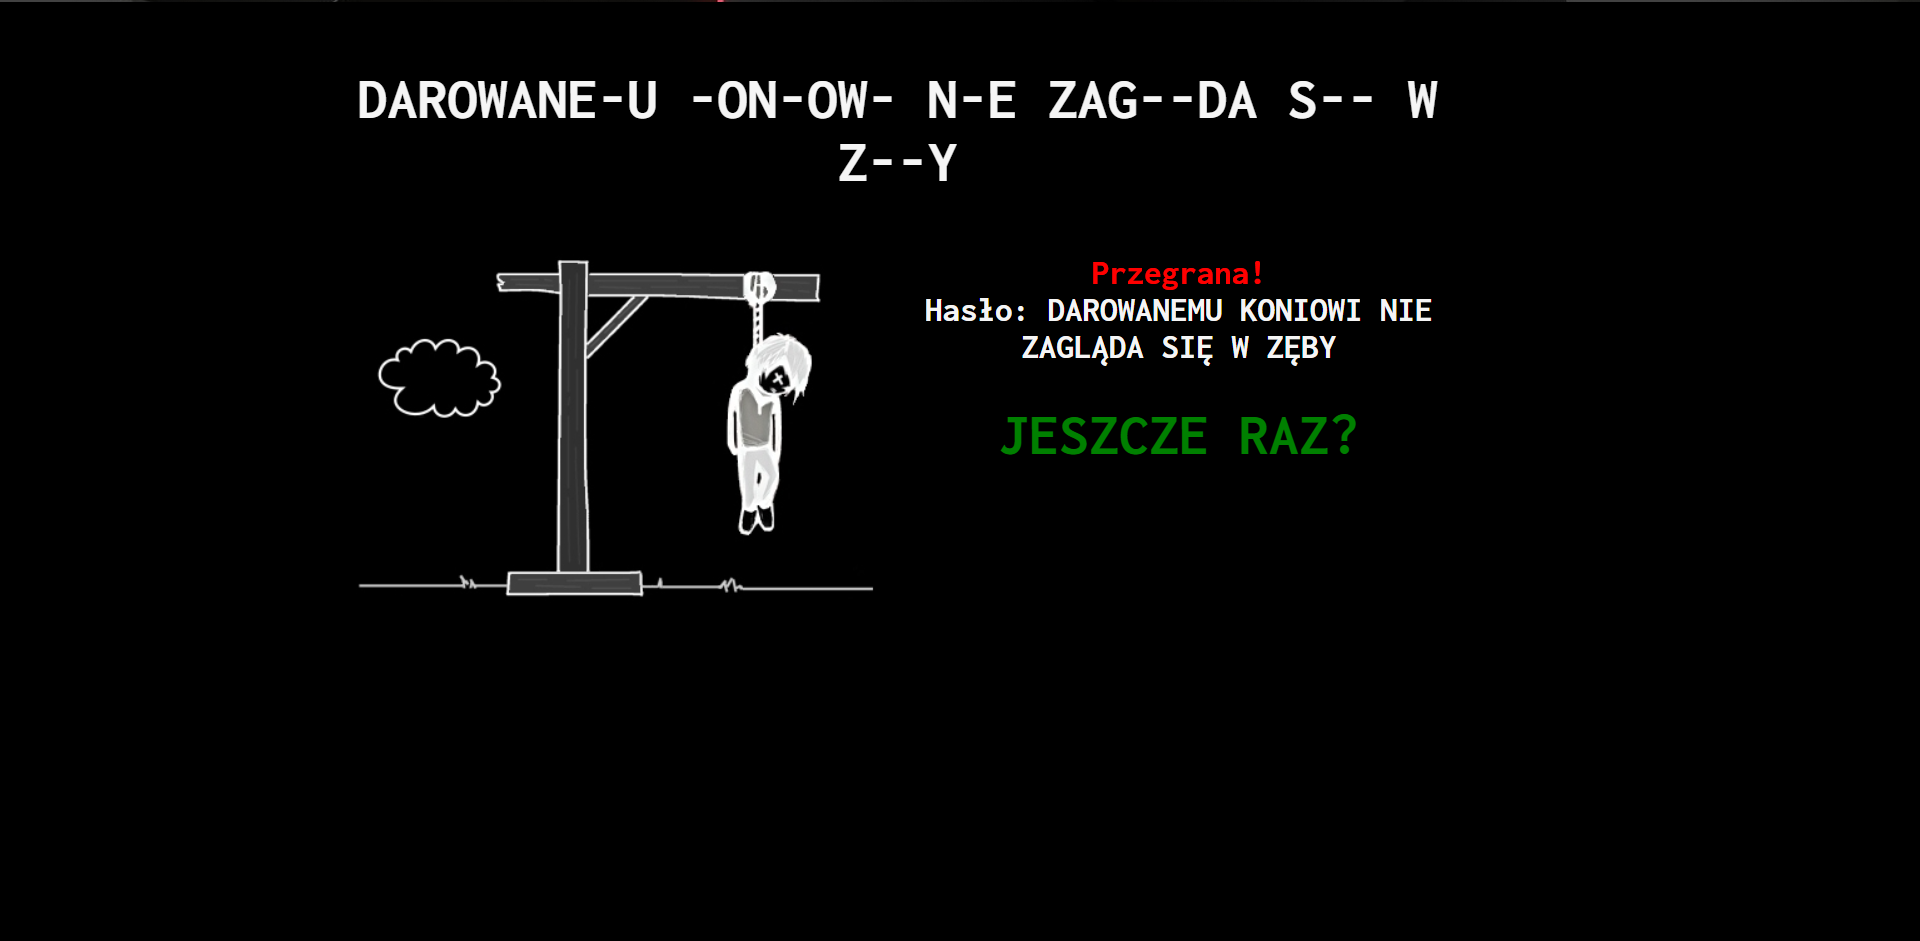 DAROWANE-U -ON-OW- N-E ZAG--DA S-- W
Z--Y
Przegrana!
Hasło: DAROWANEMU KONIOWI NIE
ZAGLĄDA SIĘ W ZĘBY
JESZCZE RAZ?